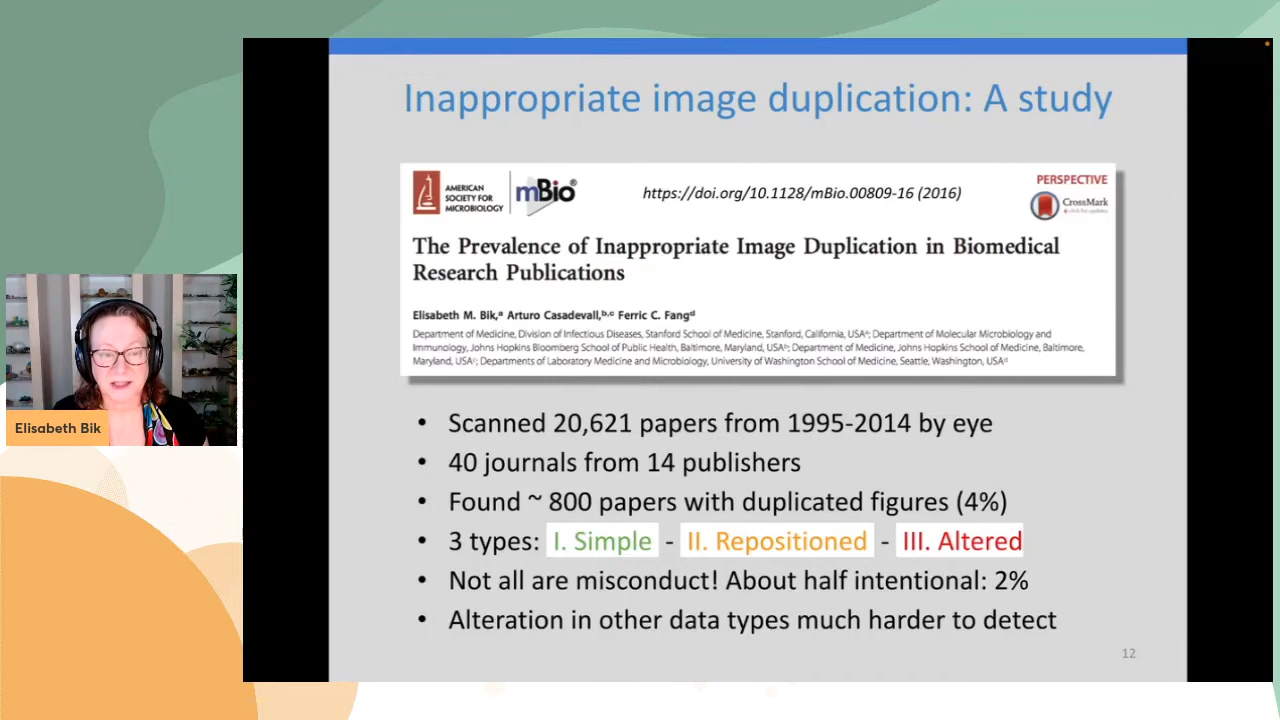 Inappropriate image duplication: A study
AMERICAN
SOCIETY FOR
MICROBIOLOGY
mBio®
https://doi.org/10.1128/mBio.00809-16 (2016)
PERSPECTIVE
CrossMark
The Prevalence of Inappropriate Image Duplication in Biomedical
Research Publications
Elisabeth M. Bik,ᵃ Arturo Casadevall,ᵇ,ᶜ Ferric C. Fangᵈ
Department of Medicine, Division of Infectious Diseases, Stanford School of Medicine, Stanford, California, USAᵃ; Department of Molecular Microbiology and
Immunology, Johns Hopkins Bloomberg School of Public Health, Baltimore, Maryland, USAᵇ; Department of Medicine, Johns Hopkins School of Medicine, Baltimore,
Maryland, USAᶜ; Departments of Laboratory Medicine and Microbiology, University of Washington School of Medicine, Seattle, Washington, USAᵈ
• Scanned 20,621 papers from 1995-2014 by eye
• 40 journals from 14 publishers
• Found ~ 800 papers with duplicated figures (4%)
• 3 types: I. Simple - II. Repositioned - III. Altered
• Not all are misconduct! About half intentional: 2%
• Alteration in other data types much harder to detect
12
Elisabeth Bik